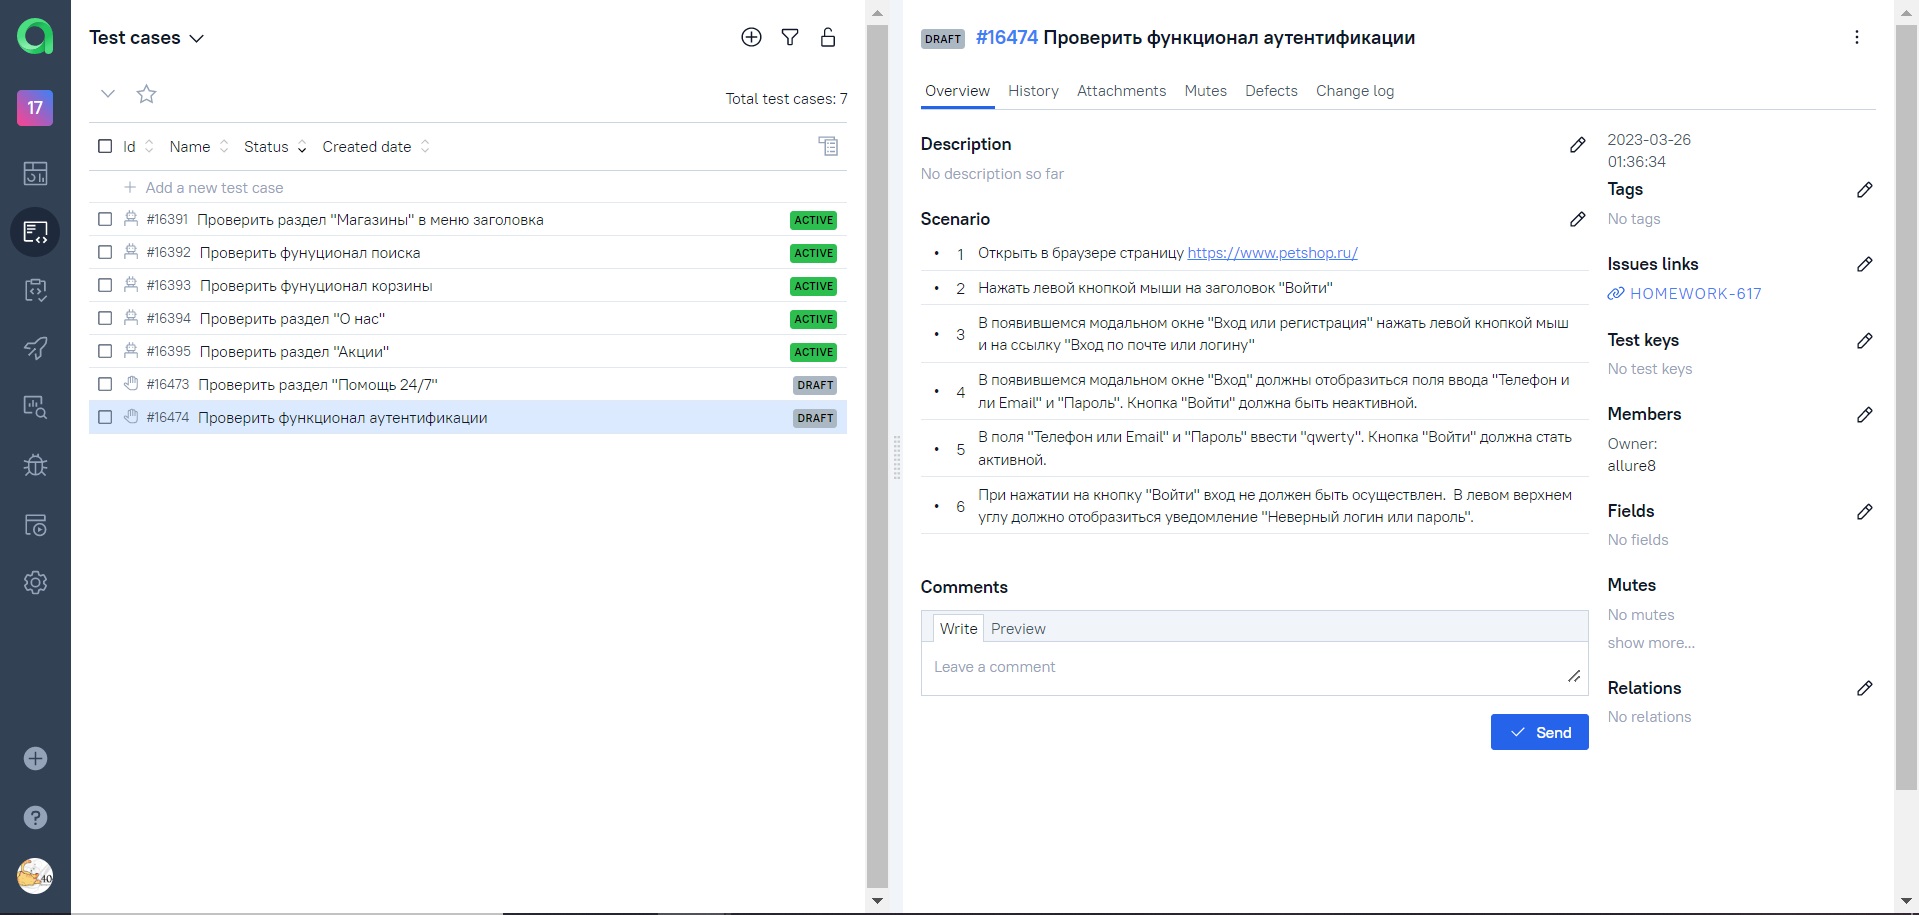 17
Test cases
Total test cases: 7
Id Name Status Created date
Add a new test case
#16391 Проверить раздел "Магазины" в меню заголовка ACTIVE
#16392 Проверить фунуционал поиска ACTIVE
#16393 Проверить фунуционал корзины ACTIVE
#16394 Проверить раздел "О нас" ACTIVE
#16395 Проверить раздел "Акции" ACTIVE
#16473 Проверить раздел "Помощь 24/7" DRAFT
#16474 Проверить функционал аутентификации DRAFT
DRAFT #16474 Проверить функционал аутентификации
Overview History Attachments Mutes Defects Change log
Description
No description so far
Scenario
• 1 Открыть в браузере страницу https://www.petshop.ru/
• 2 Нажать левой кнопкой мыши на заголовок "Войти"
• 3 В появившемся модальном окне "Вход или регистрация" нажать левой кнопкой мыш
и на ссылку "Вход по почте или логину"
• 4 В появившемся модальном окне "Вход" должны отобразиться поля ввода "Телефон и
ли Email" и "Пароль". Кнопка "Войти" должна быть неактивной.
• 5 В поля "Телефон или Email" и "Пароль" ввести "qwerty". Кнопка "Войти" должна стать
активной.
• 6 При нажатии на кнопку "Войти" вход не должен быть осуществлен. В левом верхнем
углу должно отобразиться уведомление "Неверный логин или пароль".
Comments
Write Preview
Leave a comment
Send
2023-03-26
01:36:34
Tags
No tags
Issues links
HOMEWORK-617
Test keys
No test keys
Members
Owner:
allure8
Fields
No fields
Mutes
No mutes
show more...
Relations
No relations
40